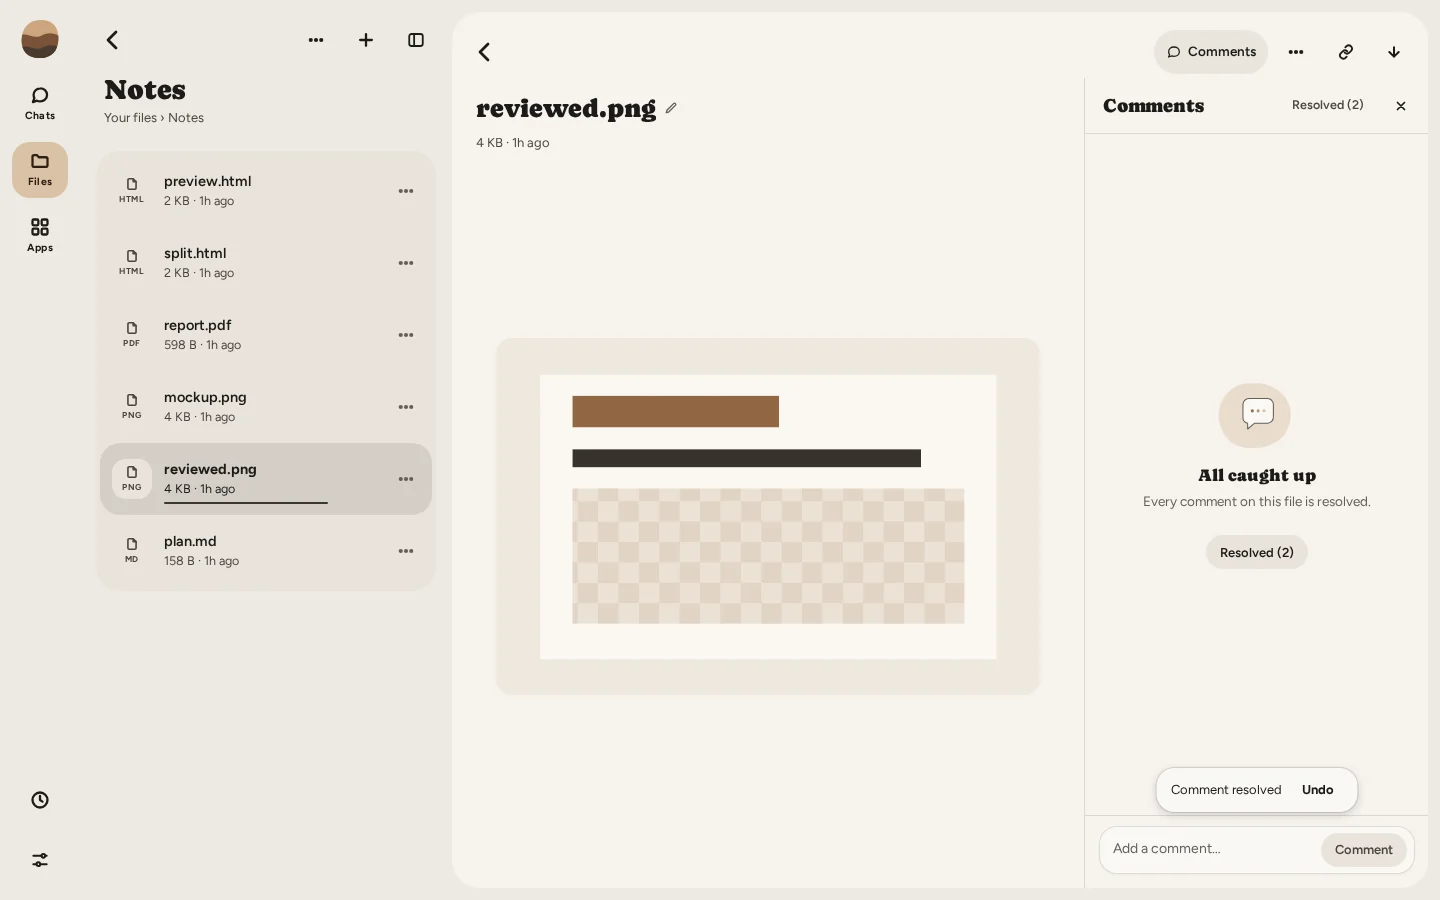 Chats
Files
Apps
Notes
Your files › Notes
HTML
preview.html
2 KB · 1h ago
HTML
split.html
2 KB · 1h ago
PDF
report.pdf
598 B · 1h ago
PNG
mockup.png
4 KB · 1h ago
PNG
reviewed.png
4 KB · 1h ago
MD
plan.md
158 B · 1h ago
Comments
reviewed.png
4 KB · 1h ago
Comments
Resolved (2)
All caught up
Every comment on this file is resolved.
Resolved (2)
Comment resolved Undo
Add a comment... Comment